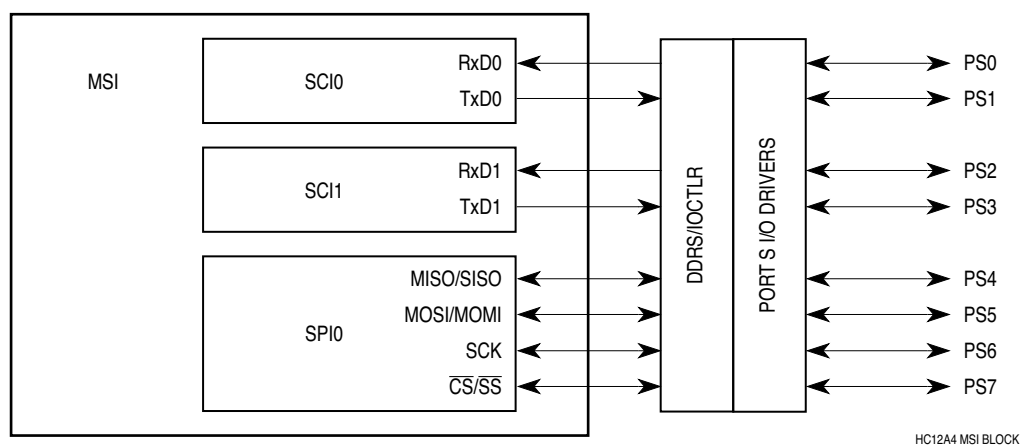 MSI
SCI0
RxD0
TxD0
SCI1
RxD1
TxD1
SPI0
MISO/SISO
MOSI/MOMI
SCK
CS/SS
DDRS/IOCTLR
PORT S I/O DRIVERS
PS0
PS1
PS2
PS3
PS4
PS5
PS6
PS7
HC12A4 MSI BLOCK